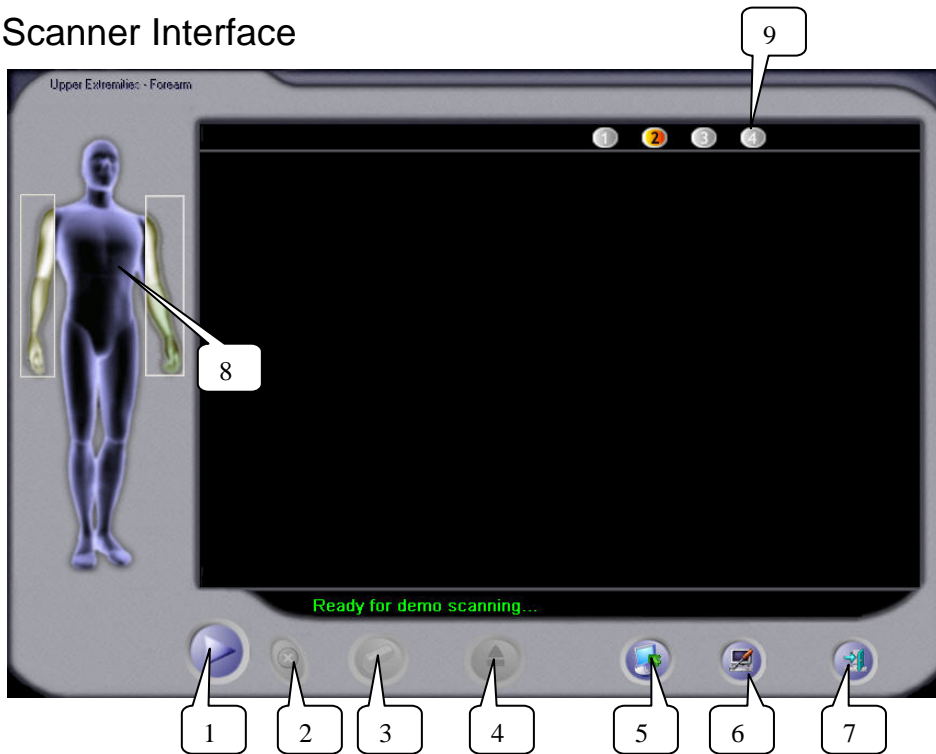 Scanner Interface
9
Upper Extremities - Forearm
1 2 3 4
8
Ready for demo scanning...
1 2 3 4 5 6 7